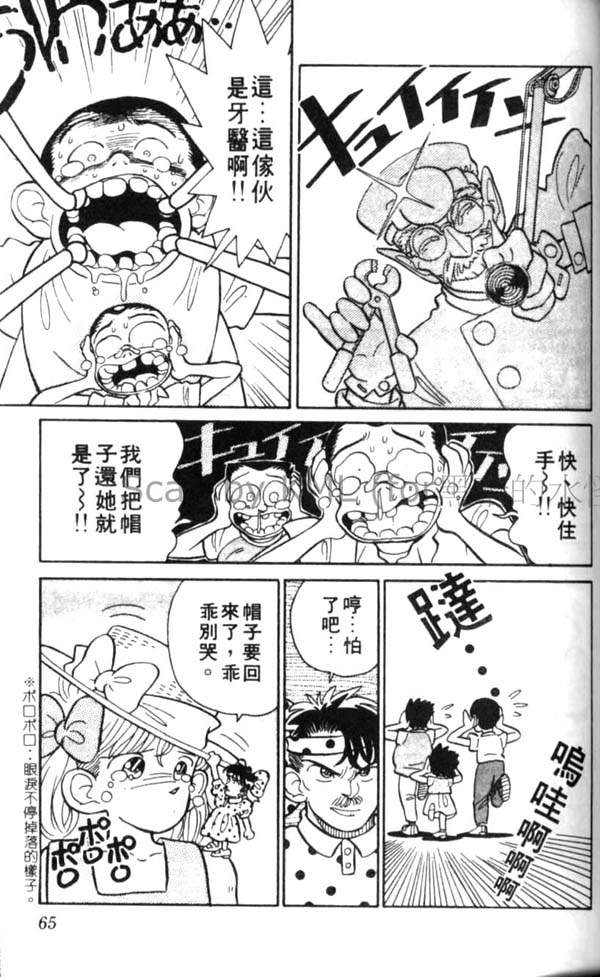 キュイイイン
ああぁ…
這…這傢伙
是牙醫啊!!
快、快住
手～!!
キュイイイン
我們把帽
子還她就
是了～!!
躂…
嗚哇啊啊啊
哼…怕
了吧…
帽子要回
來了，乖
乖別哭。
ポロポロ
※ポロポロ：眼淚不停掉落的樣子。
65